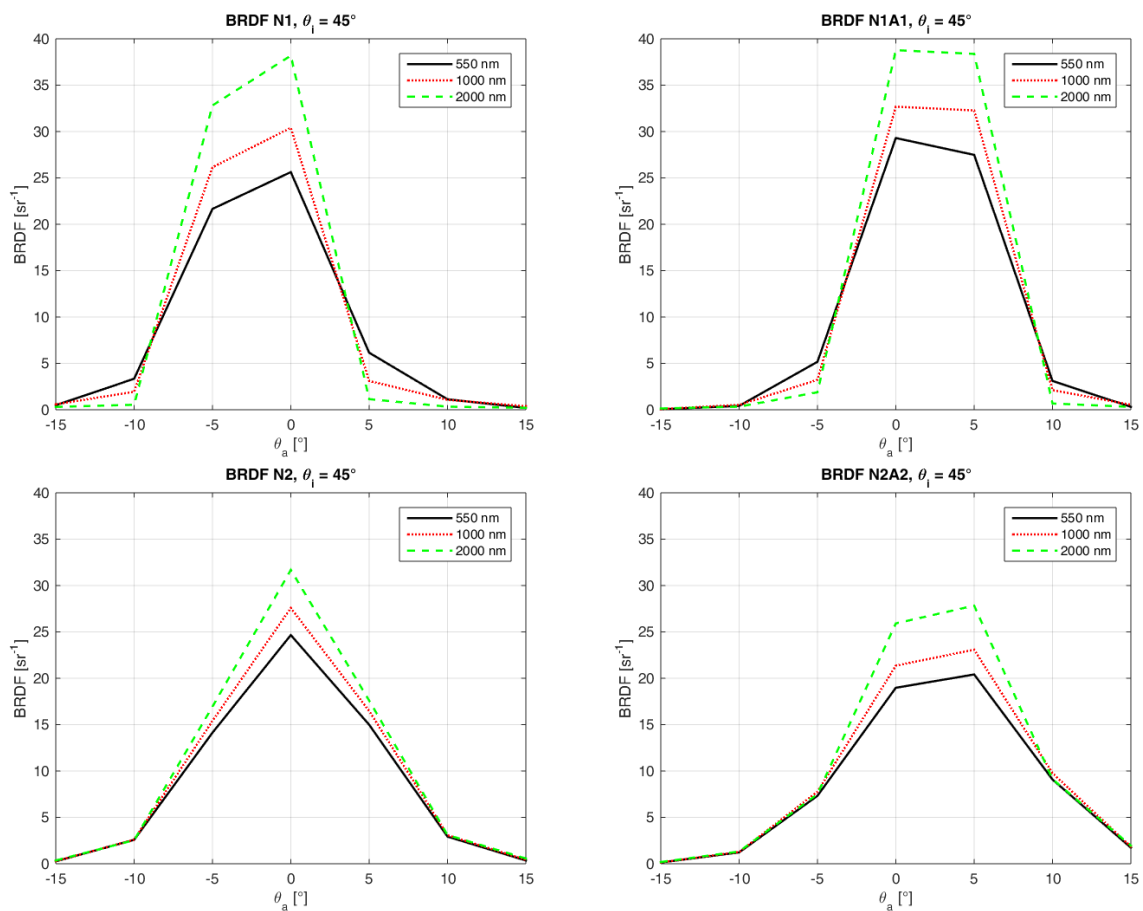 BRDF N1, θi = 45°
40
35
30
25
20
15
10
5
0
BRDF [sr-1]
550 nm
1000 nm
2000 nm
-15 -10 -5 0 5 10 15
θa [°]
BRDF N1A1, θi = 45°
40
35
30
25
20
15
10
5
0
BRDF [sr-1]
550 nm
1000 nm
2000 nm
-15 -10 -5 0 5 10 15
θa [°]
BRDF N2, θi = 45°
40
35
30
25
20
15
10
5
0
BRDF [sr-1]
550 nm
1000 nm
2000 nm
-15 -10 -5 0 5 10 15
θa [°]
BRDF N2A2, θi = 45°
40
35
30
25
20
15
10
5
0
BRDF [sr-1]
550 nm
1000 nm
2000 nm
-15 -10 -5 0 5 10 15
θa [°]